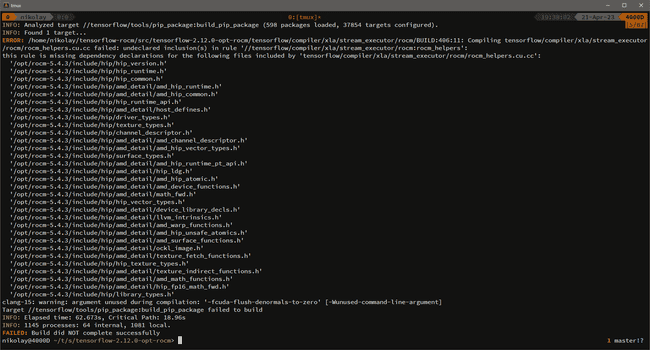 tmux
0 nikolay 0:0 0:[tmux]* 21-Apr-23 4000D
INFO: Analyzed target //tensorflow/tools/pip_package:build_pip_package (598 packages loaded, 37854 targets configured). [5/67]
INFO: Found 1 target...
ERROR: /home/nikolay/tensorflow-rocm/src/tensorflow-2.12.0-opt-rocm/tensorflow/compiler/xla/stream_executor/rocm/BUILD:406:11: Compiling tensorflow/compiler/xla/stream_executor
/rocm/rocm_helpers.cu.cc failed: undeclared inclusion(s) in rule '//tensorflow/compiler/xla/stream_executor/rocm:rocm_helpers':
this rule is missing dependency declarations for the following files included by 'tensorflow/compiler/xla/stream_executor/rocm/rocm_helpers.cu.cc':
'/opt/rocm-5.4.3/include/hip/hip_version.h'
'/opt/rocm-5.4.3/include/hip/hip_runtime.h'
'/opt/rocm-5.4.3/include/hip/hip_common.h'
'/opt/rocm-5.4.3/include/hip/amd_detail/amd_hip_runtime.h'
'/opt/rocm-5.4.3/include/hip/amd_detail/amd_hip_common.h'
'/opt/rocm-5.4.3/include/hip/hip_runtime_api.h'
'/opt/rocm-5.4.3/include/hip/amd_detail/host_defines.h'
'/opt/rocm-5.4.3/include/hip/driver_types.h'
'/opt/rocm-5.4.3/include/hip/texture_types.h'
'/opt/rocm-5.4.3/include/hip/channel_descriptor.h'
'/opt/rocm-5.4.3/include/hip/amd_detail/amd_channel_descriptor.h'
'/opt/rocm-5.4.3/include/hip/amd_detail/amd_hip_vector_types.h'
'/opt/rocm-5.4.3/include/hip/surface_types.h'
'/opt/rocm-5.4.3/include/hip/amd_detail/amd_hip_runtime_pt_api.h'
'/opt/rocm-5.4.3/include/hip/amd_detail/hip_ldg.h'
'/opt/rocm-5.4.3/include/hip/amd_detail/amd_hip_atomic.h'
'/opt/rocm-5.4.3/include/hip/amd_detail/amd_device_functions.h'
'/opt/rocm-5.4.3/include/hip/amd_detail/math_fwd.h'
'/opt/rocm-5.4.3/include/hip/hip_vector_types.h'
'/opt/rocm-5.4.3/include/hip/amd_detail/device_library_decls.h'
'/opt/rocm-5.4.3/include/hip/amd_detail/llvm_intrinsics.h'
'/opt/rocm-5.4.3/include/hip/amd_detail/amd_warp_functions.h'
'/opt/rocm-5.4.3/include/hip/amd_detail/amd_hip_unsafe_atomics.h'
'/opt/rocm-5.4.3/include/hip/amd_detail/amd_surface_functions.h'
'/opt/rocm-5.4.3/include/hip/amd_detail/ockl_image.h'
'/opt/rocm-5.4.3/include/hip/amd_detail/texture_fetch_functions.h'
'/opt/rocm-5.4.3/include/hip/hip_texture_types.h'
'/opt/rocm-5.4.3/include/hip/amd_detail/texture_indirect_functions.h'
'/opt/rocm-5.4.3/include/hip/amd_detail/amd_math_functions.h'
'/opt/rocm-5.4.3/include/hip/amd_detail/hip_fp16_math_fwd.h'
'/opt/rocm-5.4.3/include/hip/library_types.h'
clang-15: warning: argument unused during compilation: '-fcuda-flush-denormals-to-zero' [-Wunused-command-line-argument]
Target //tensorflow/tools/pip_package:build_pip_package failed to build
INFO: Elapsed time: 62.673s, Critical Path: 18.96s
INFO: 1145 processes: 64 internal, 1081 local.
FAILED: Build did NOT complete successfully
nikolay@4000D ~/t/s/tensorflow-2.12.0-opt-rocm> 1 master!?